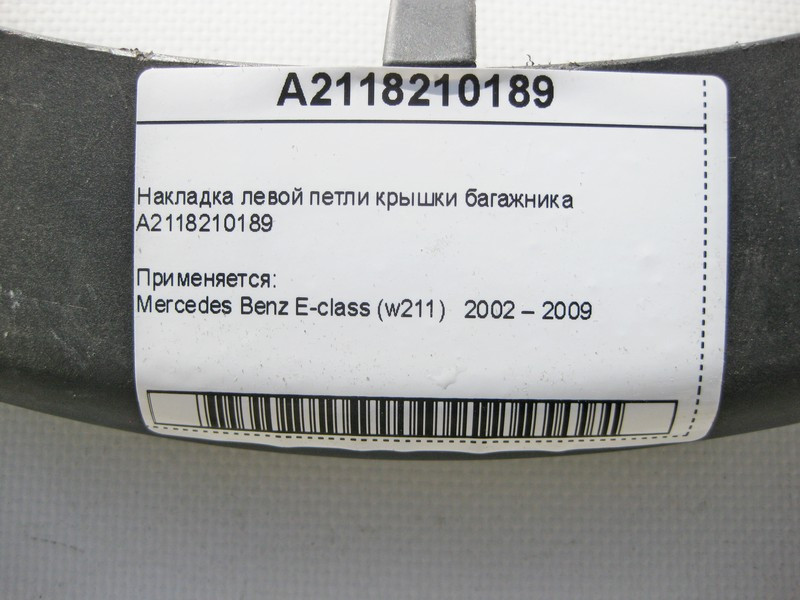 A2118210189
Накладка левой петли крышки багажника
A2118210189
Применяется:
Mercedes Benz E-class (w211) 2002 – 2009